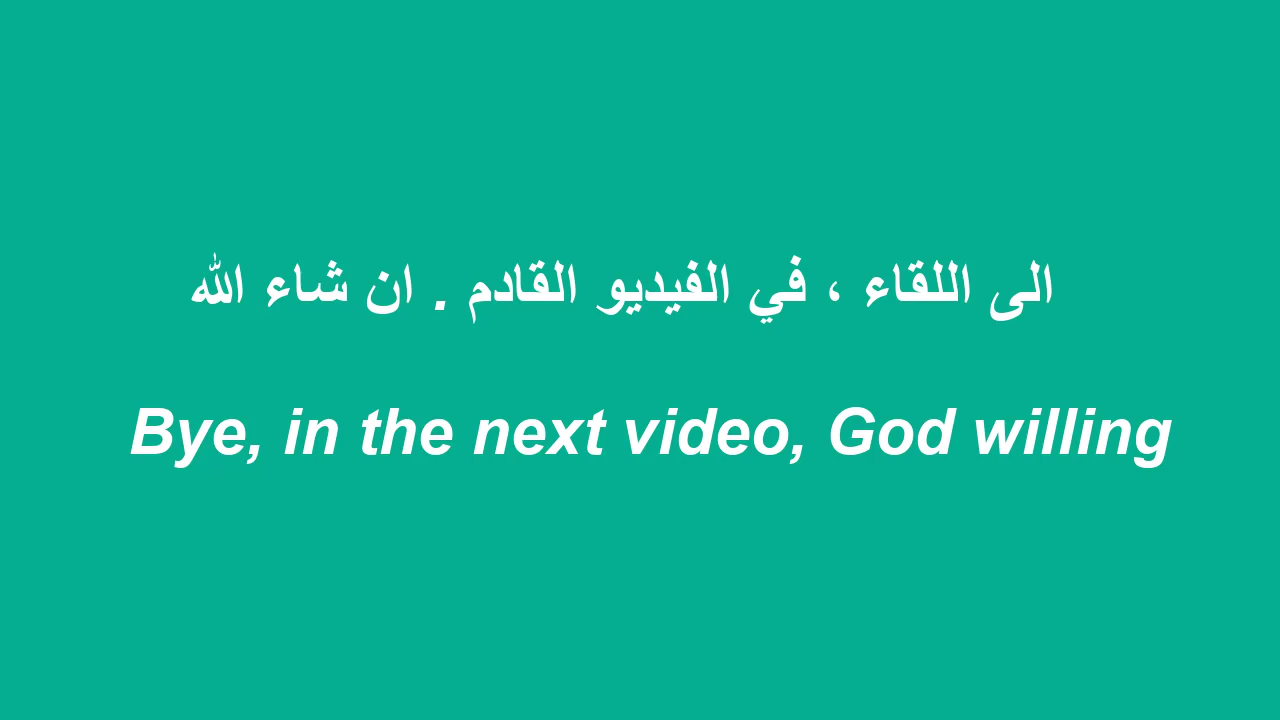 الى اللقاء ، في الفيديو القادم . ان شاء الله
Bye, in the next video, God willing